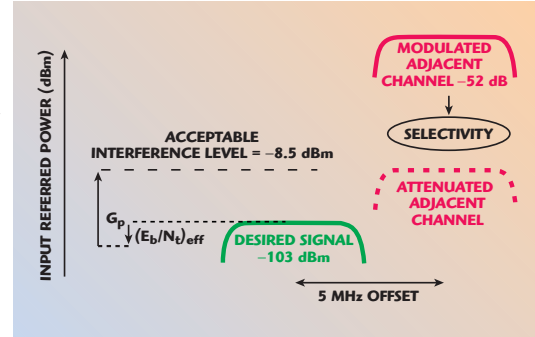 INPUT REFERRED POWER (dBm)
MODULATED
ADJACENT
CHANNEL –52 dB
SELECTIVITY
ACCEPTABLE
INTERFERENCE LEVEL = –8.5 dBm
ATTENUATED
ADJACENT
CHANNEL
Gp
(Eb/Nt)eff
DESIRED SIGNAL
–103 dBm
5 MHz OFFSET